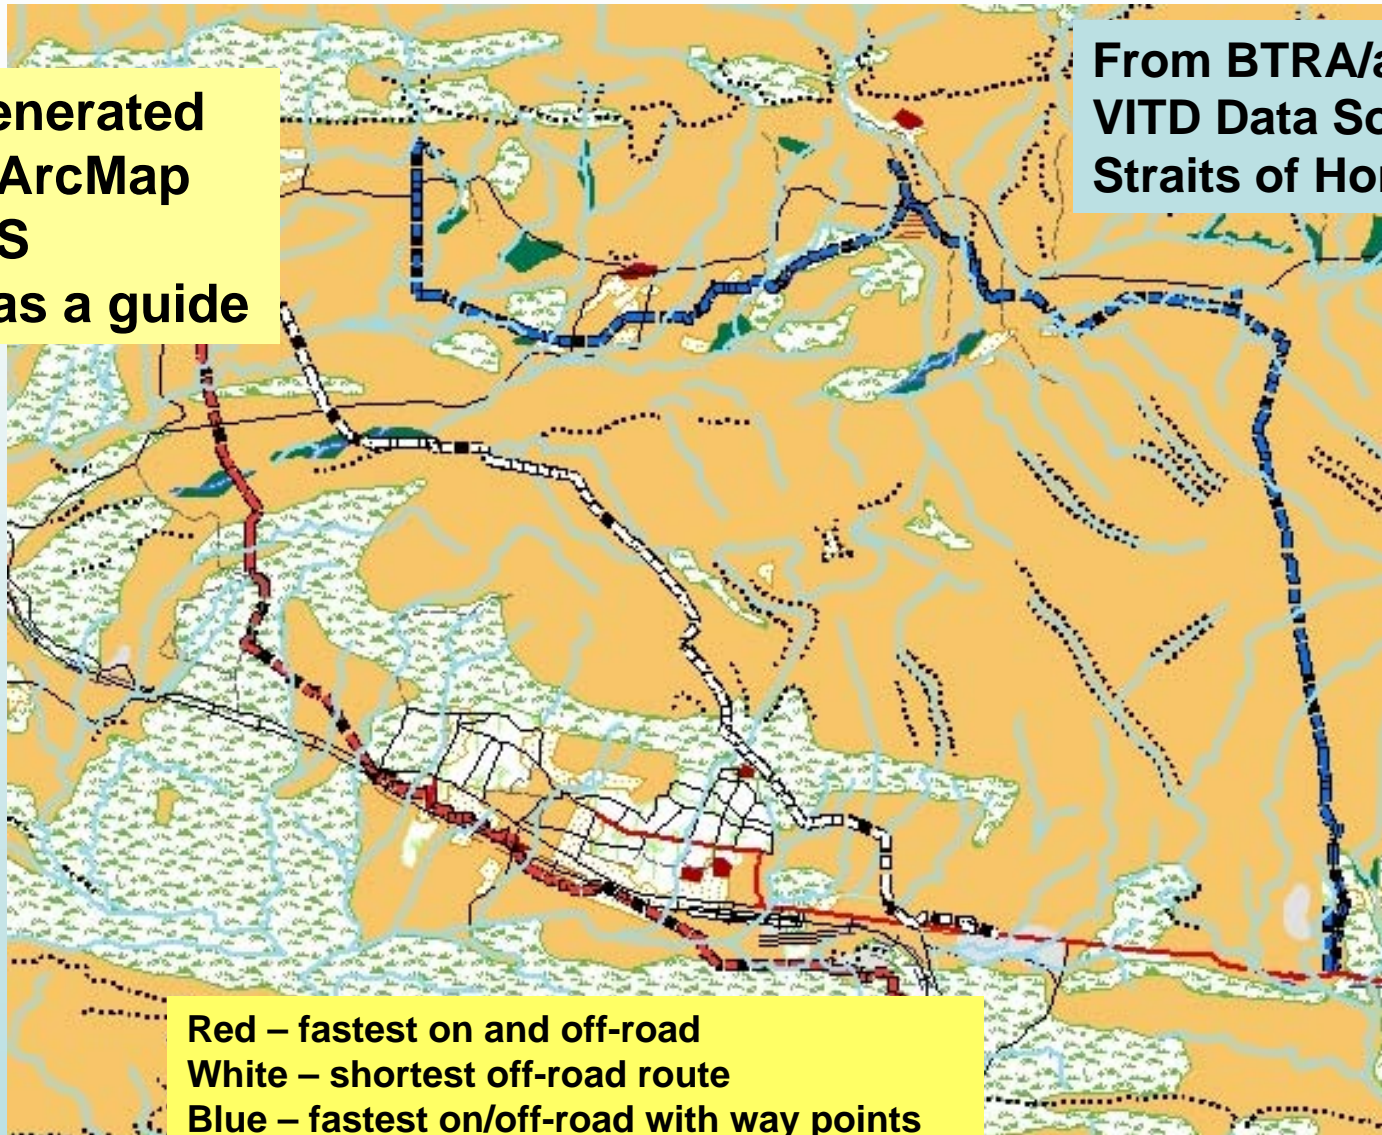 enerated
ArcMap
S
as a guide
From BTRA/
VITD Data So
Straits of Hor
Red – fastest on and off-road
White – shortest off-road route
Blue – fastest on/off-road with way points